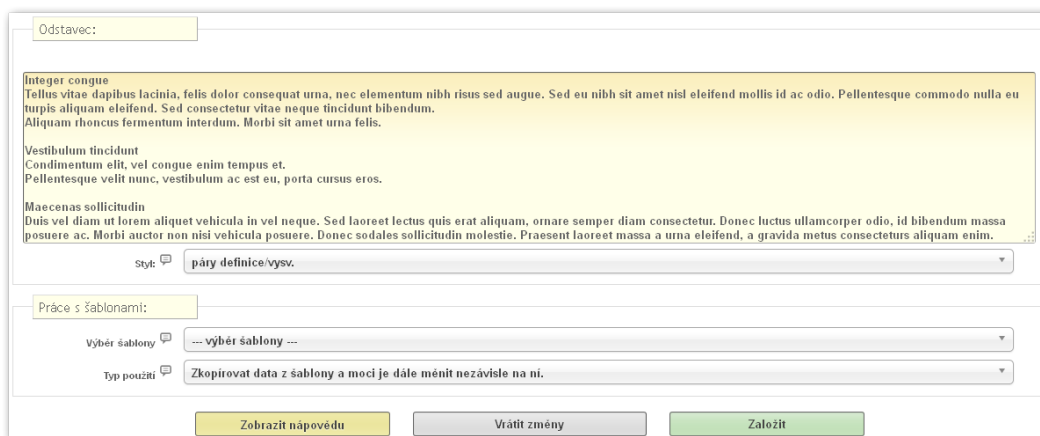 Odstavec:
Integer congue
Tellus vitae dapibus lacinia, felis dolor consequat urna, nec elementum nibh risus sed augue. Sed eu nibh sit amet nisl eleifend mollis id ac odio. Pellentesque commodo nulla eu
turpis aliquam eleifend. Sed consectetur vitae neque tincidunt bibendum.
Aliquam rhoncus fermentum interdum. Morbi sit amet urna felis.
Vestibulum tincidunt
Condimentum elit, vel congue enim tempus et.
Pellentesque velit nunc, vestibulum ac est eu, porta cursus eros.
Maecenas sollicitudin
Duis vel diam ut lorem aliquet vehicula in vel neque. Sed laoreet lectus quis erat aliquam, ornare semper diam consectetur. Donec luctus ullamcorper odio, id bibendum massa
posuere ac. Morbi auctor non nisi vehicula posuere. Donec sodales sollicitudin molestie. Praesent laoreet massa a urna eleifend, a gravida metus consecteturs aliquam enim.
Styl: páry definice/vysv.
Práce s šablonami:
Výběr šablony --- výběr šablony ---
Typ použití Zkopírovat data z šablony a moci je dále měnit nezávisle na ní.
Zobrazit nápovědu Vrátit změny Založit